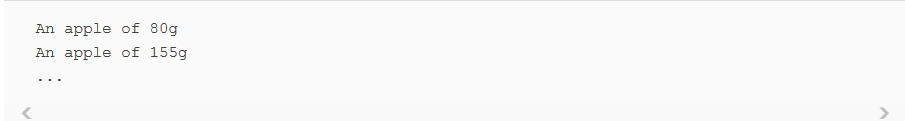 An apple of 80g
An apple of 155g
...